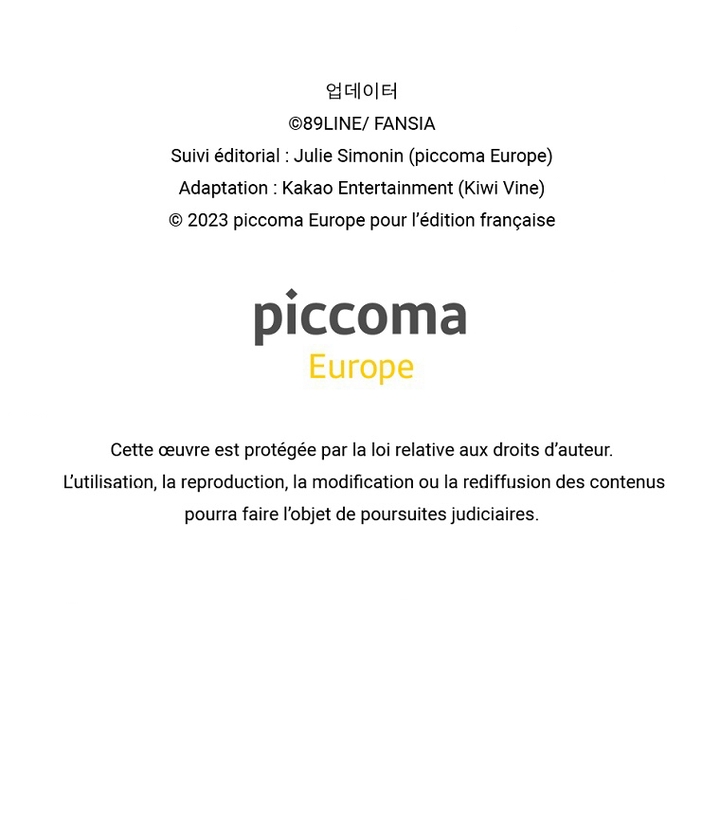 업데이터
©89LINE/ FANSIA
Suivi éditorial : Julie Simonin (piccoma Europe)
Adaptation : Kakao Entertainment (Kiwi Vine)
© 2023 piccoma Europe pour l’édition française
piccoma
Europe
Cette œuvre est protégée par la loi relative aux droits d’auteur.
L’utilisation, la reproduction, la modification ou la rediffusion des contenus
pourra faire l’objet de poursuites judiciaires.